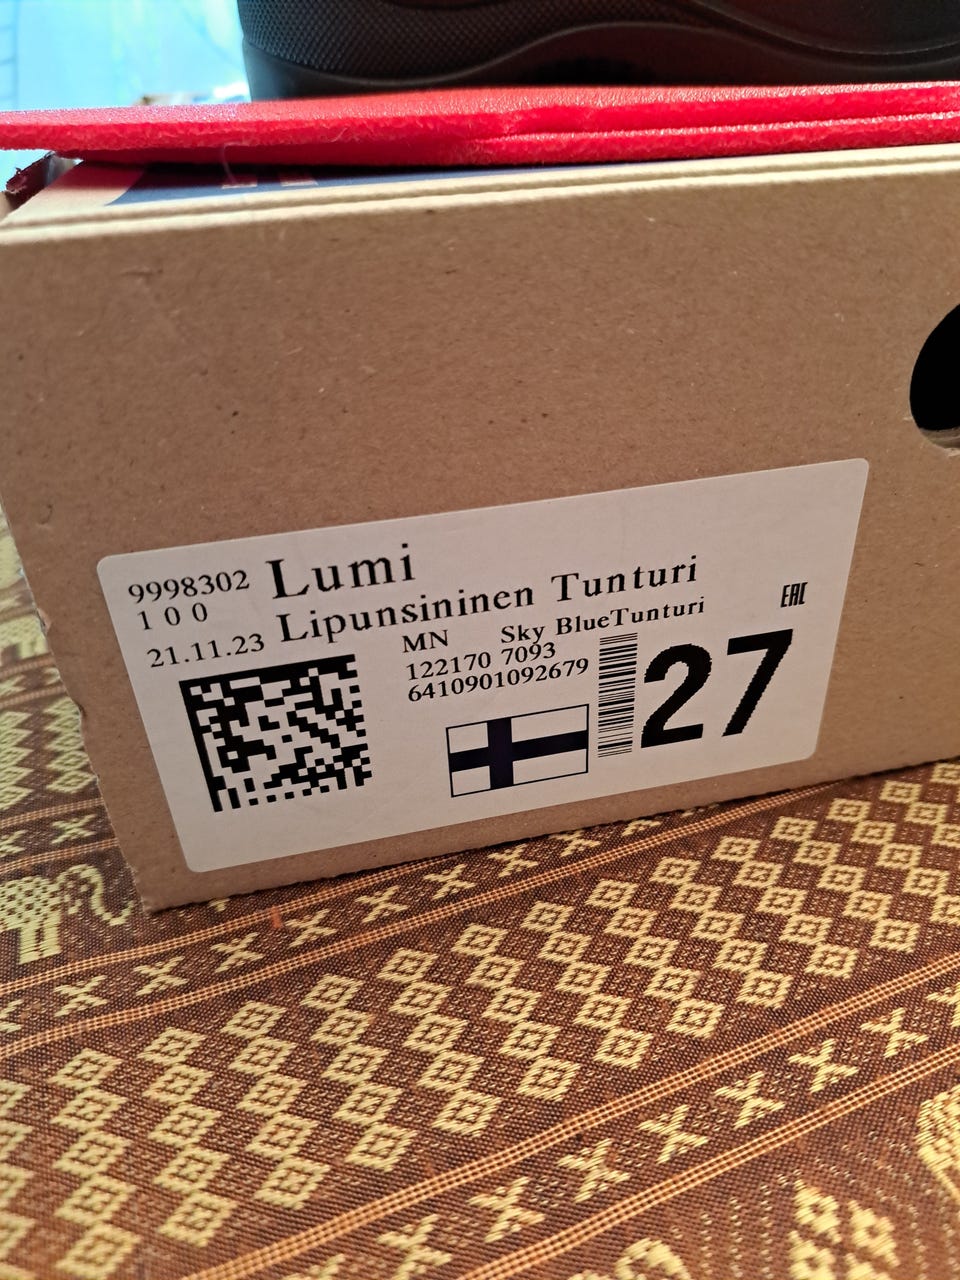 9998302 Lumi
1 0 0 Lipunsininen Tunturi
21.11.23 MN Sky BlueTunturi
122170 7093
6410901092679
27
EAC